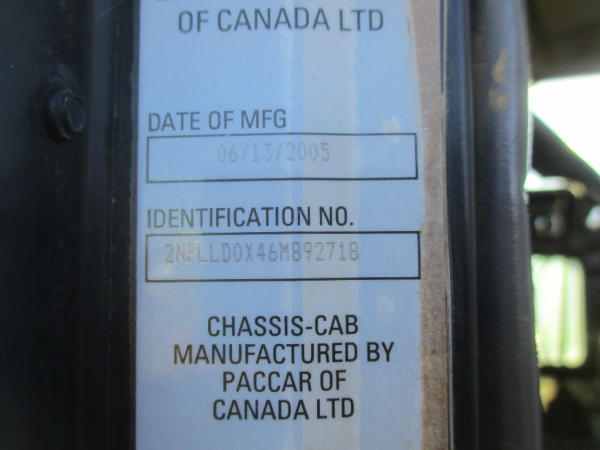 OF CANADA LTD
DATE OF MFG
06/13/2005
IDENTIFICATION NO.
2NPLLD0X46M892718
CHASSIS-CAB
MANUFACTURED BY
PACCAR OF
CANADA LTD